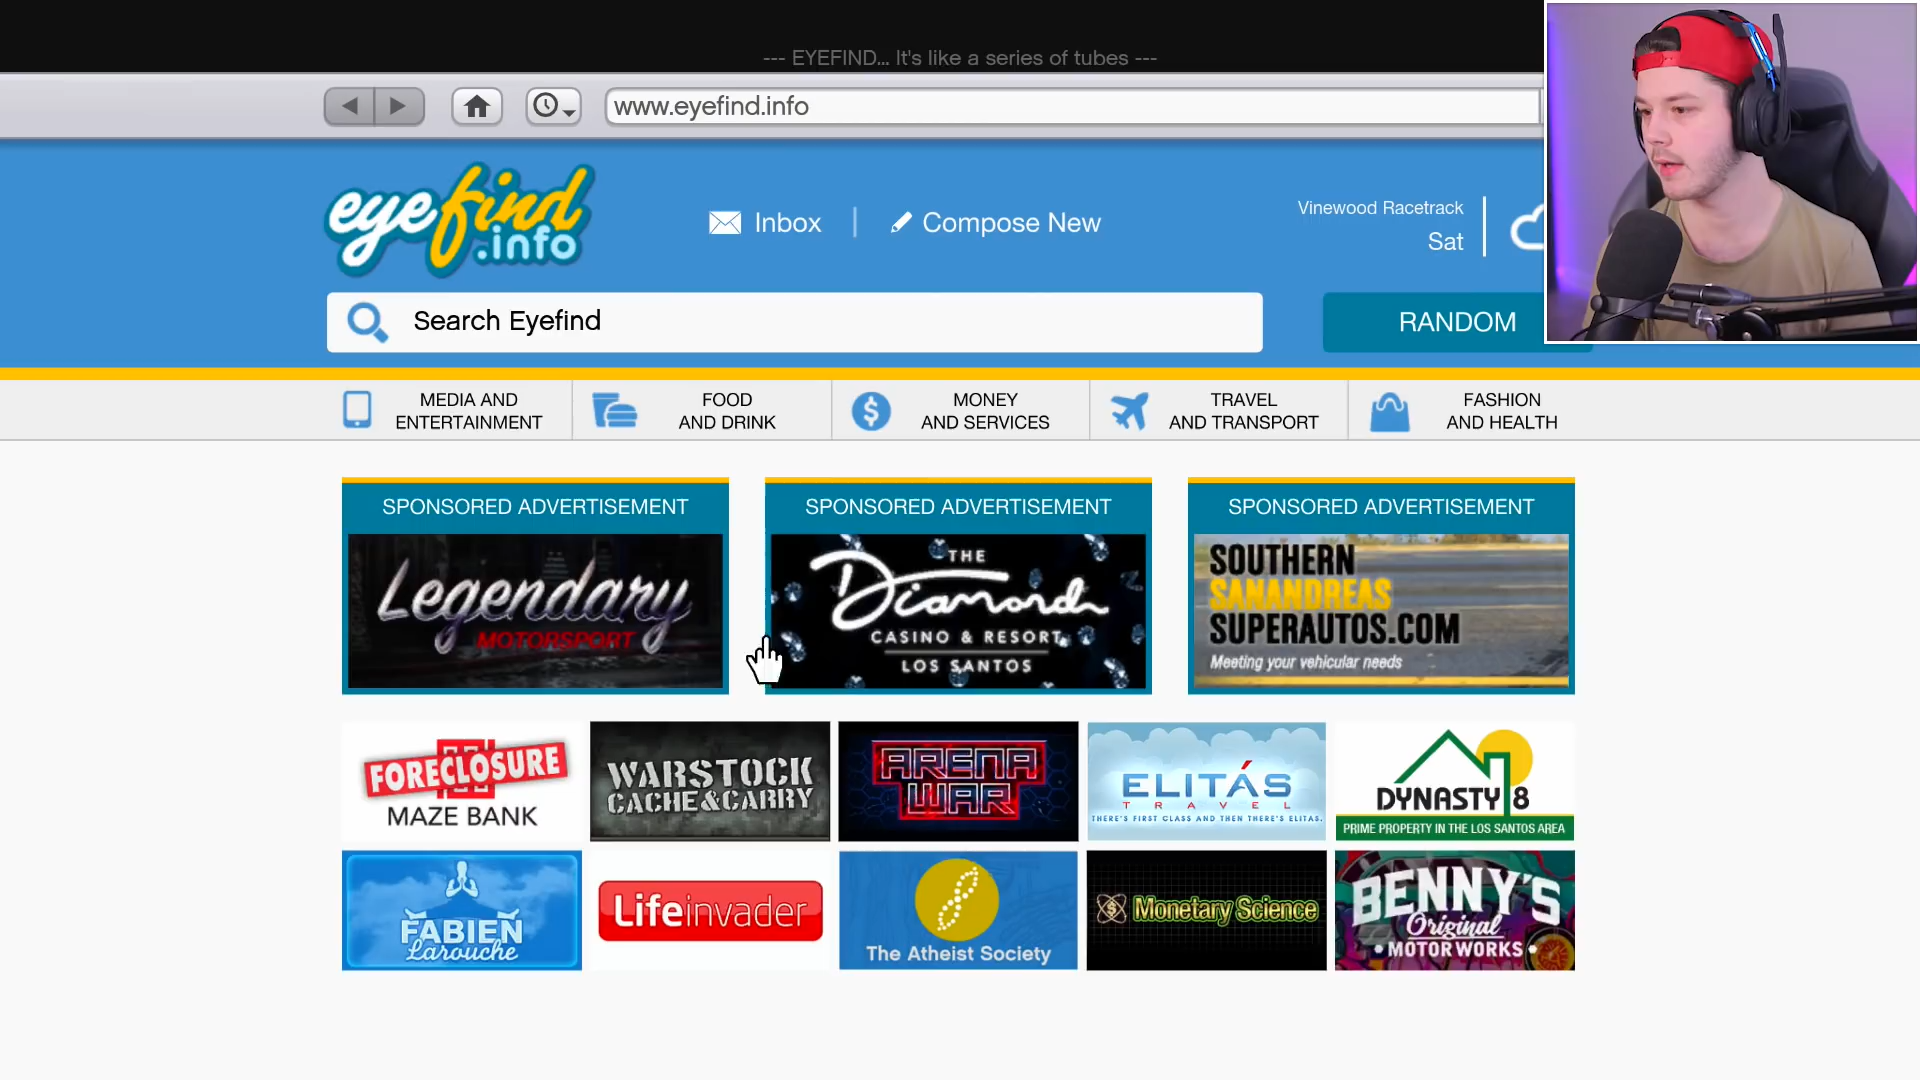 --- EYEFIND... It's like a series of tubes ---
www.eyefind.info
eyefind
.info
Inbox
Compose New
Vinewood Racetrack
Sat
Search Eyefind
RANDOM
MEDIA AND
ENTERTAINMENT
FOOD
AND DRINK
MONEY
AND SERVICES
TRAVEL
AND TRANSPORT
FASHION
AND HEALTH
SPONSORED ADVERTISEMENT
Legendary
MOTORSPORT
SPONSORED ADVERTISEMENT
THE
Diamond
CASINO & RESORT
LOS SANTOS
SPONSORED ADVERTISEMENT
SOUTHERN
SANANDREAS
SUPERAUTOS.COM
Meeting your vehicular needs
FORECLOSURE
MAZE BANK
WARSTOCK
CACHE&CARRY
ARENA
WAR
ELITÁS
TRAVEL
THERE'S FIRST CLASS AND THEN THERE'S ELITAS.
DYNASTY 8
PRIME PROPERTY IN THE LOS SANTOS AREA
FABIEN
Larouche
Lifeinvader
The Atheist Society
$ Monetary Science
BENNY'S
Original
MOTOR WORKS